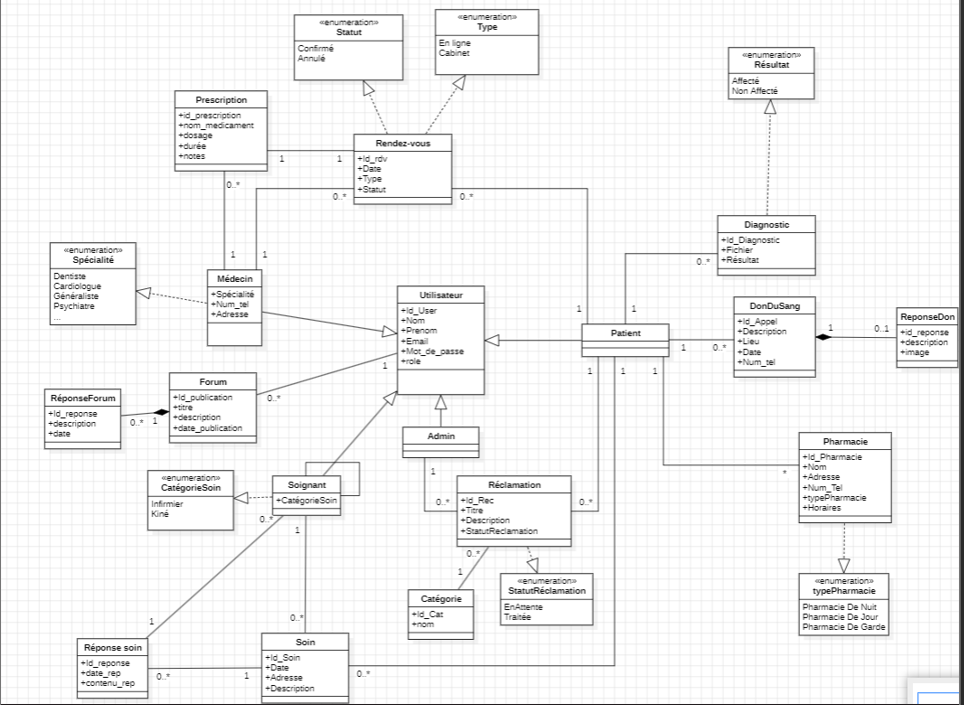 «enumeration»
Statut
Confirmé
Annulé
«enumeration»
Type
En ligne
Cabinet
«enumeration»
Résultat
Affecté
Non Affecté
Prescription
+id_prescription
+nom_medicament
+dosage
+durée
+notes
1
1
Rendez-vous
+Id_rdv
+Date
+Type
+Statut
0..*
0..*
0..*
1
1
«enumeration»
Spécialité
Dentiste
Cardiologue
Généraliste
Psychiatre
...
Médecin
+Spécialité
+Num_tel
+Adresse
Diagnostic
+Id_Diagnostic
+Fichier
+Résultat
0..*
1
1
Utilisateur
+Id_User
+Nom
+Prenom
+Email
+Mot_de_passe
+role
1
Patient
1
0..*
DonDuSang
+Id_Appel
+Description
+Lieu
+Date
+Num_tel
1
0..1
ReponseDon
+id_reponse
+description
+image
1
1
1
RéponseForum
+Id_reponse
+description
+date
0..*
1
Forum
+Id_publication
+titre
+description
+date_publication
0..*
Admin
1
0..*
Pharmacie
+Id_Pharmacie
+Nom
+Adresse
+Num_Tel
+typePharmacie
+Horaires
*
«enumeration»
CatégorieSoin
Infirmier
Kiné
Soignant
+CatégorieSoin
0..*
1
Réclamation
+Id_Rec
+Titre
+Description
+StatutReclamation
0..*
0..*
1
Catégorie
+Id_Cat
+nom
«enumeration»
StatutRéclamation
EnAttente
Traitée
«enumeration»
typePharmacie
Pharmacie De Nuit
Pharmacie De Jour
Pharmacie De Garde
1
0..*
Réponse soin
+Id_reponse
+date_rep
+contenu_rep
0..*
1
Soin
+Id_Soin
+Date
+Adresse
+Description
0..*